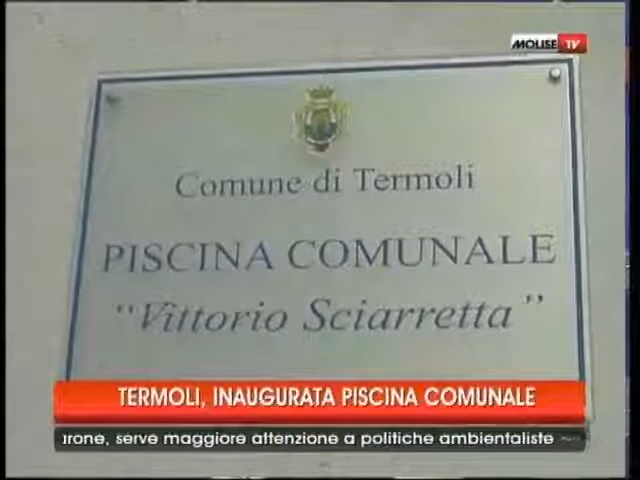 MOLISE TV
Comune di Termoli
PISCINA COMUNALE
"Vittorio Sciarretta"
TERMOLI, INAUGURATA PISCINA COMUNALE
serve maggiore attenzione a politiche ambientaliste